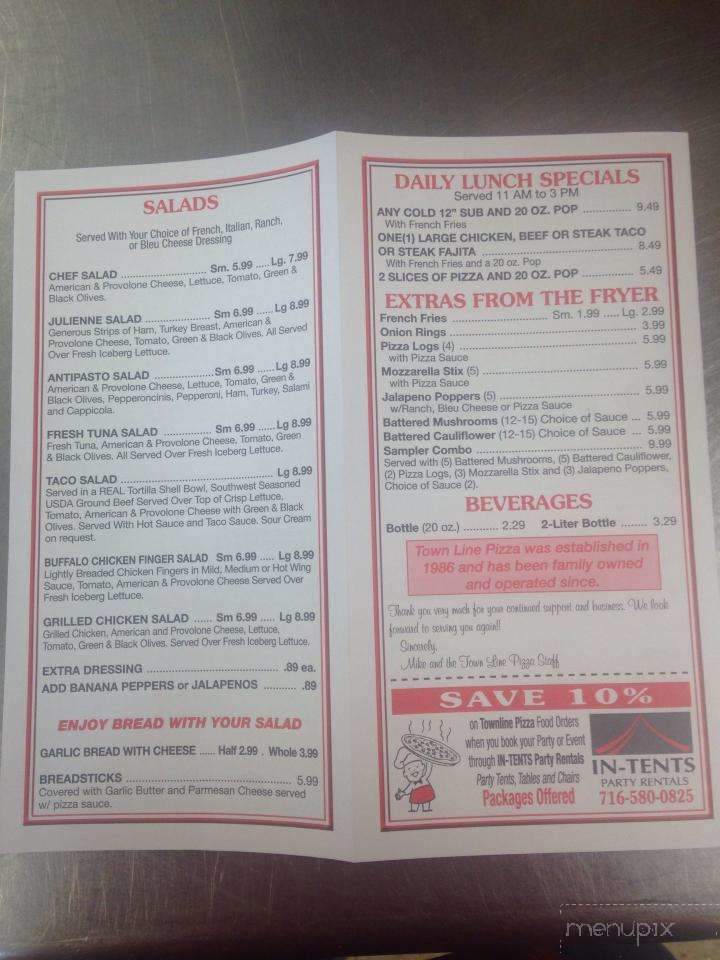 SALADS
Served With Your Choice of French, Italian, Ranch,
or Bleu Cheese Dressing
CHEF SALAD ........................ Sm. 5.99 ..... Lg. 7.99
American & Provolone Cheese, Lettuce, Tomato, Green &
Black Olives.
JULIENNE SALAD ................... Sm 6.99 ...... Lg 8.99
Generous Strips of Ham, Turkey Breast, American &
Provolone Cheese, Tomato, Green & Black Olives. All Served
Over Fresh Iceberg Lettuce.
ANTIPASTO SALAD ................ Sm 6.99 ..... Lg 8.99
American & Provolone Cheese, Lettuce, Tomato, Green &
Black Olives, Pepperoncinis, Pepperoni, Ham, Turkey, Salami
and Cappicola.
FRESH TUNA SALAD .............. Sm 6.99 ..... Lg 8.99
Fresh Tuna, American & Provolone Cheese, Tomato, Green
& Black Olives. All Served Over Fresh Iceberg Lettuce.
TACO SALAD ............................................. Lg 8.99
Served in a REAL Tortilla Shell Bowl, Southwest Seasoned
USDA Ground Beef Served Over Top of Crisp Lettuce,
Tomato, American & Provolone Cheese with Green & Black
Olives. Served With Hot Sauce and Taco Sauce. Sour Cream
on request.
BUFFALO CHICKEN FINGER SALAD Sm 6.99 ..... Lg 8.99
Lightly Breaded Chicken Fingers in Mild, Medium or Hot Wing
Sauce, Tomato, American & Provolone Cheese Served Over
Fresh Iceberg Lettuce.
GRILLED CHICKEN SALAD ...... Sm 6.99 ..... Lg 8.99
Grilled Chicken, American and Provolone Cheese, Lettuce,
Tomato, Green & Black Olives. Served Over Fresh Iceberg Lettuce.
EXTRA DRESSING ........................................ .89 ea.
ADD BANANA PEPPERS or JALAPENOS .......... .89
ENJOY BREAD WITH YOUR SALAD
GARLIC BREAD WITH CHEESE ..... Half 2.99 . Whole 3.99
BREADSTICKS ................................................ 5.99
Covered with Garlic Butter and Parmesan Cheese served
w/ pizza sauce.
DAILY LUNCH SPECIALS
Served 11 AM to 3 PM
ANY COLD 12" SUB AND 20 OZ. POP .............. 9.49
With French Fries
ONE(1) LARGE CHICKEN, BEEF OR STEAK TACO
OR STEAK FAJITA ............................................ 8.49
With French Fries and a 20 oz. Pop
2 SLICES OF PIZZA AND 20 OZ. POP ............... 5.49
EXTRAS FROM THE FRYER
French Fries ............................ Sm. 1.99 ..... Lg. 2.99
Onion Rings .................................................... 3.99
Pizza Logs (4) ................................................. 5.99
with Pizza Sauce
Mozzarella Stix (5) ........................................... 5.99
with Pizza Sauce
Jalapeno Poppers (5) ....................................... 5.99
w/Ranch, Bleu Cheese or Pizza Sauce
Battered Mushrooms (12-15) Choice of Sauce ... 5.99
Battered Cauliflower (12-15) Choice of Sauce ... 5.99
Sampler Combo .............................................. 9.99
Served with (5) Battered Mushrooms, (5) Battered Cauliflower,
(2) Pizza Logs, (3) Mozzarella Stix and (3) Jalapeno Poppers,
Choice of Sauce (2).
BEVERAGES
Bottle (20 oz.) ........... 2.29 2-Liter Bottle ........ 3.29
Town Line Pizza was established in
1986 and has been family owned
and operated since.
Thank you very much for your continued support and business. We look
forward to serving you again!!
Sincerely,
Mike and the Town Line Pizza Staff
SAVE 10%
on Townline Pizza Food Orders
when you book your Party or Event
through IN-TENTS Party Rentals
Party Tents, Tables and Chairs
Packages Offered
IN-TENTS
PARTY RENTALS
716-580-0825
menupix